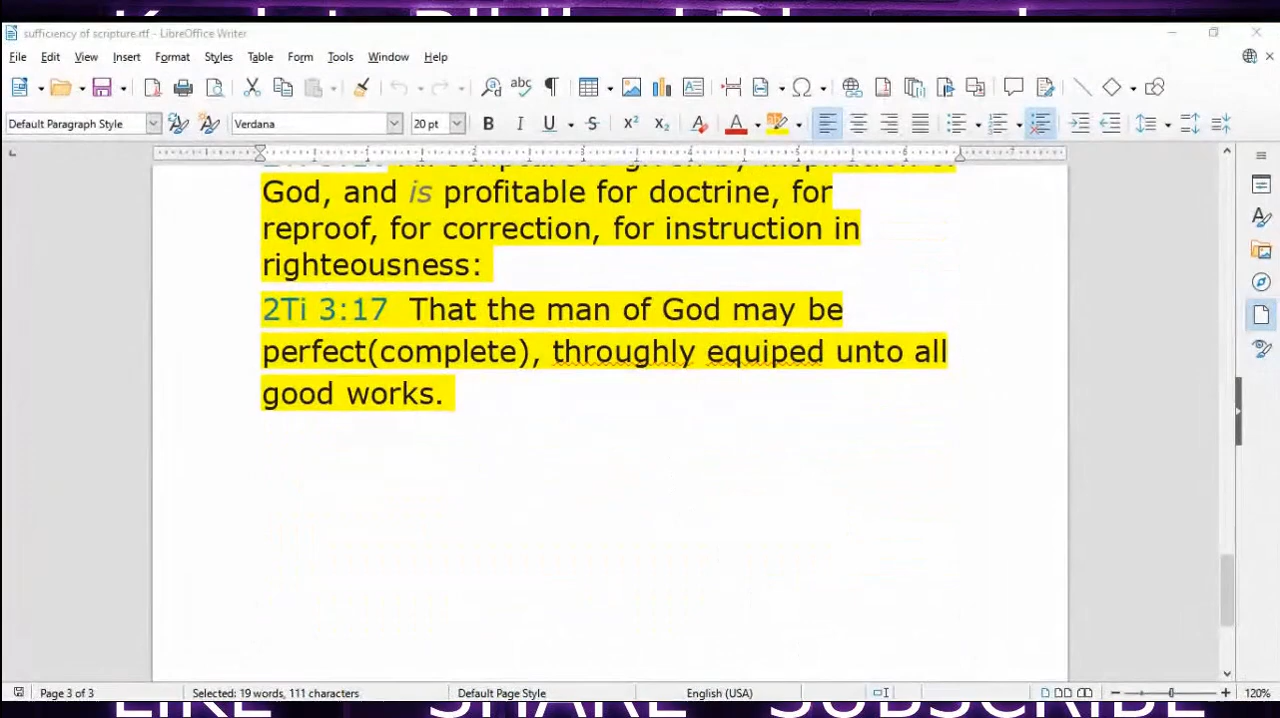 sufficiency of scripture.rtf - LibreOffice Writer
File Edit View Insert Format Styles Table Form Tools Window Help
Default Paragraph Style Verdana 20 pt
God, and is profitable for doctrine, for
reproof, for correction, for instruction in
righteousness:
2Ti 3:17 That the man of God may be
perfect(complete), throughly equiped unto all
good works.
Page 3 of 3 Selected: 19 words, 111 characters Default Page Style English (USA) 120%
LIKE SHARE SUBSCRIBE